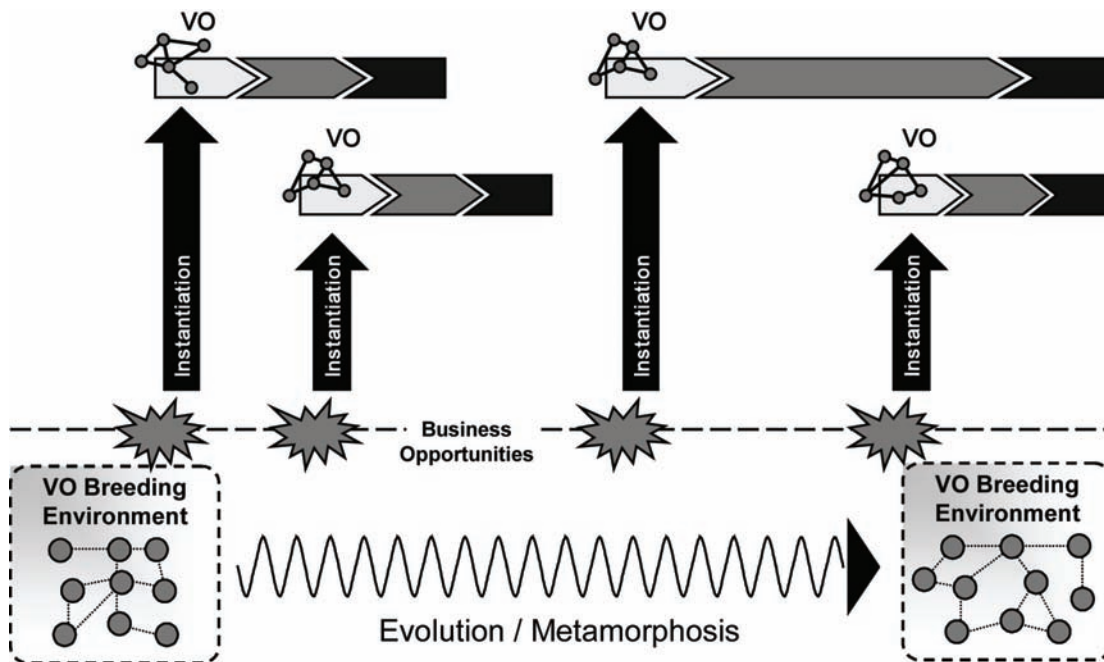 VO
VO
VO
VO
Instantiation
Instantiation
Instantiation
Instantiation
Business
Opportunities
VO Breeding
Environment
VO Breeding
Environment
Evolution / Metamorphosis